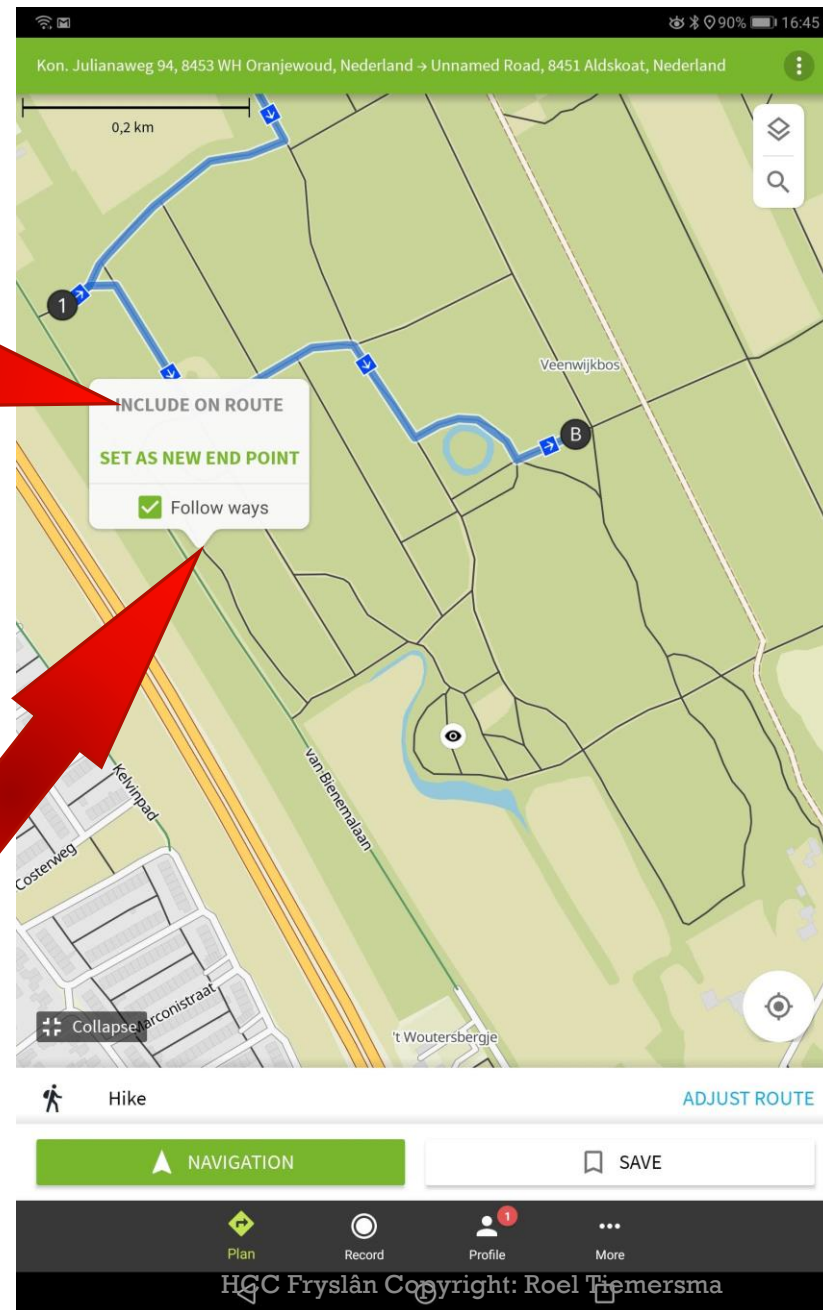 90% 16:45
Kon. Julianaweg 94, 8453 WH Oranjewoud, Nederland → Unnamed Road, 8451 Aldskoat, Nederland
0,2 km
1
Veenwijkbos
INCLUDE ON ROUTE
B
SET AS NEW END POINT
Follow ways
van Bienemalaan
Kelvinpad
Costerweg
Marconistraat
Collapse
't Woutersbergje
Hike
ADJUST ROUTE
NAVIGATION
SAVE
1
Plan
Record
Profile
More
HCC Fryslân Copyright: Roel Tiemersma